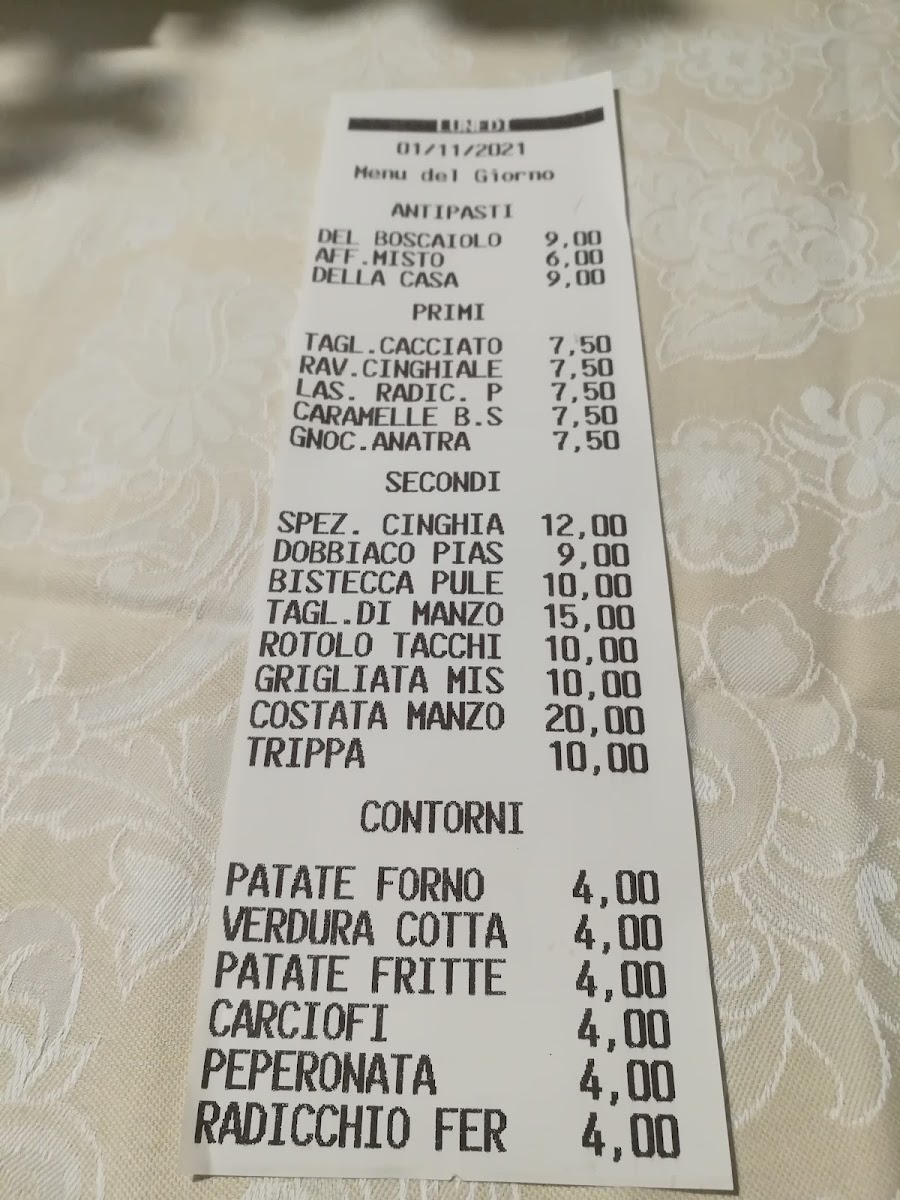 LUNEDI
01/11/2021
Menu del Giorno
ANTIPASTI
DEL BOSCAIOLO 9,00
AFF.MISTO 6,00
DELLA CASA 9,00
PRIMI
TAGL.CACCIATO 7,50
RAV.CINGHIALE 7,50
LAS. RADIC. P 7,50
CARAMELLE B.S 7,50
GNOC.ANATRA 7,50
SECONDI
SPEZ. CINGHIA 12,00
DOBBIACO PIAS 9,00
BISTECCA PULE 10,00
TAGL.DI MANZO 15,00
ROTOLO TACCHI 10,00
GRIGLIATA MIS 10,00
COSTATA MANZO 20,00
TRIPPA 10,00
CONTORNI
PATATE FORNO 4,00
VERDURA COTTA 4,00
PATATE FRITTE 4,00
CARCIOFI 4,00
PEPERONATA 4,00
RADICCHIO FER 4,00